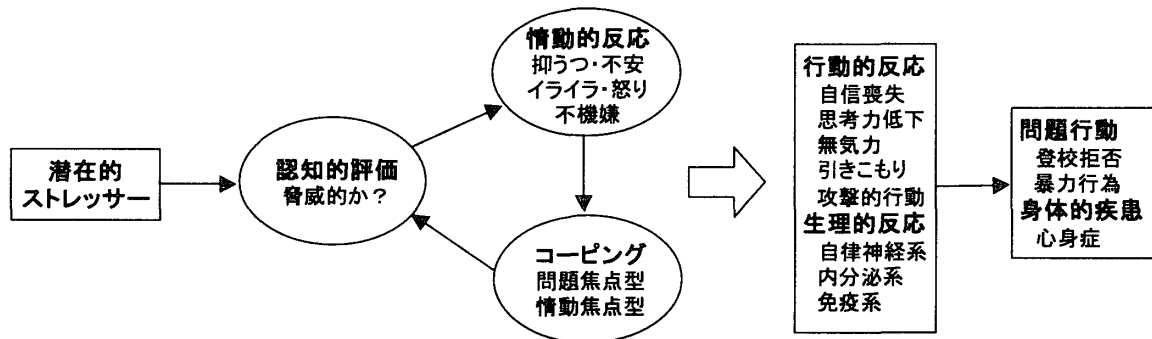 潜在的
ストレッサー
認知的評価
脅威的か?
情動的反応
抑うつ・不安
イライラ・怒り
不機嫌
コーピング
問題焦点型
情動焦点型
行動的反応
自信喪失
思考力低下
無気力
引きこもり
攻撃的行動
生理的反応
自律神経系
内分泌系
免疫系
問題行動
登校拒否
暴力行為
身体的疾患
心身症